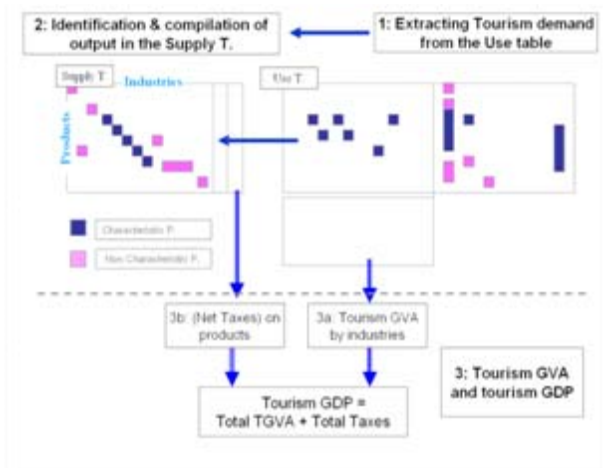 2: Identification & compilation of
output in the Supply T.
1: Extracting Tourism demand
from the Use table
Supply T.
Industries
Use T.
Products
Characteristic P.
Non Characteristic P.
3b: (Net Taxes) on
products
3a: Tourism GVA
by industries
3: Tourism GVA
and tourism GDP
Tourism GDP =
Total TGVA + Total Taxes